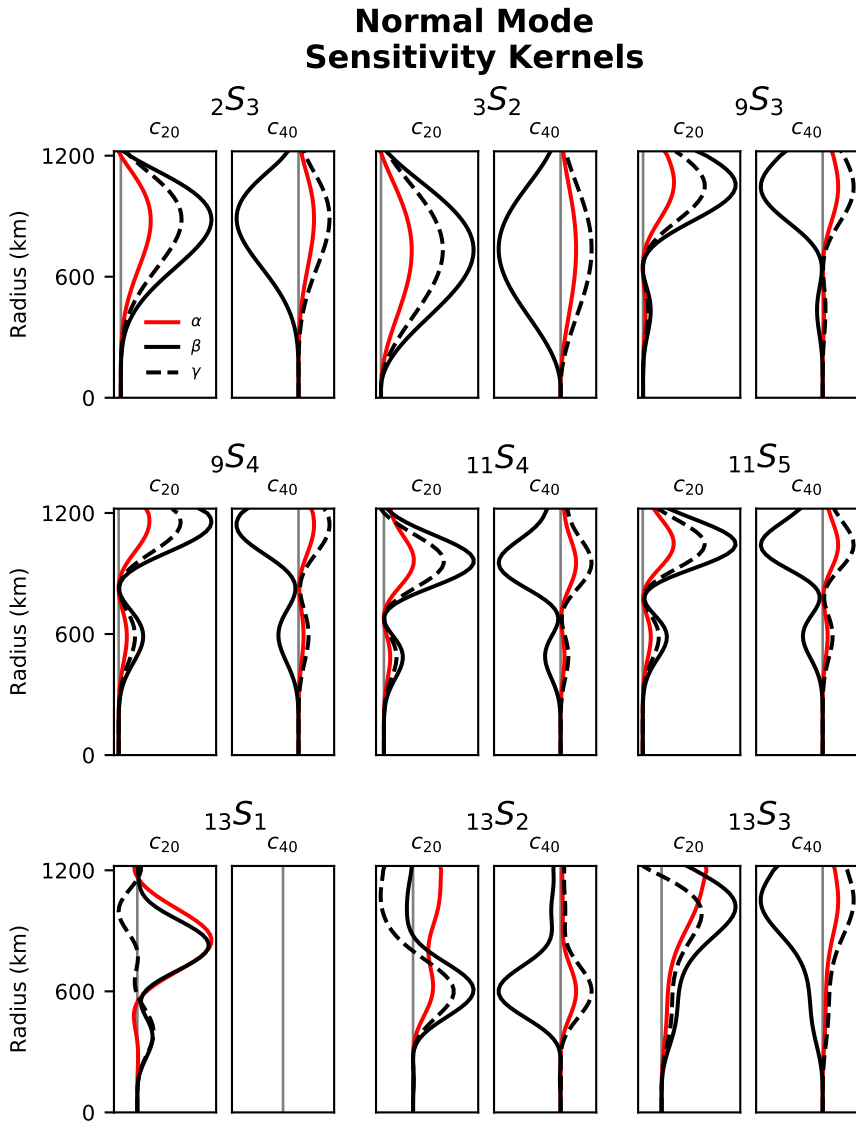 Normal Mode
Sensitivity Kernels
₂S₃ ₃S₂ ₉S₃
c₂₀ c₄₀ c₂₀ c₄₀ c₂₀ c₄₀
1200
600
0
Radius (km)
α
β
γ
₉S₄ ₁₁S₄ ₁₁S₅
c₂₀ c₄₀ c₂₀ c₄₀ c₂₀ c₄₀
1200
600
0
Radius (km)
₁₃S₁ ₁₃S₂ ₁₃S₃
c₂₀ c₄₀ c₂₀ c₄₀ c₂₀ c₄₀
1200
600
0
Radius (km)